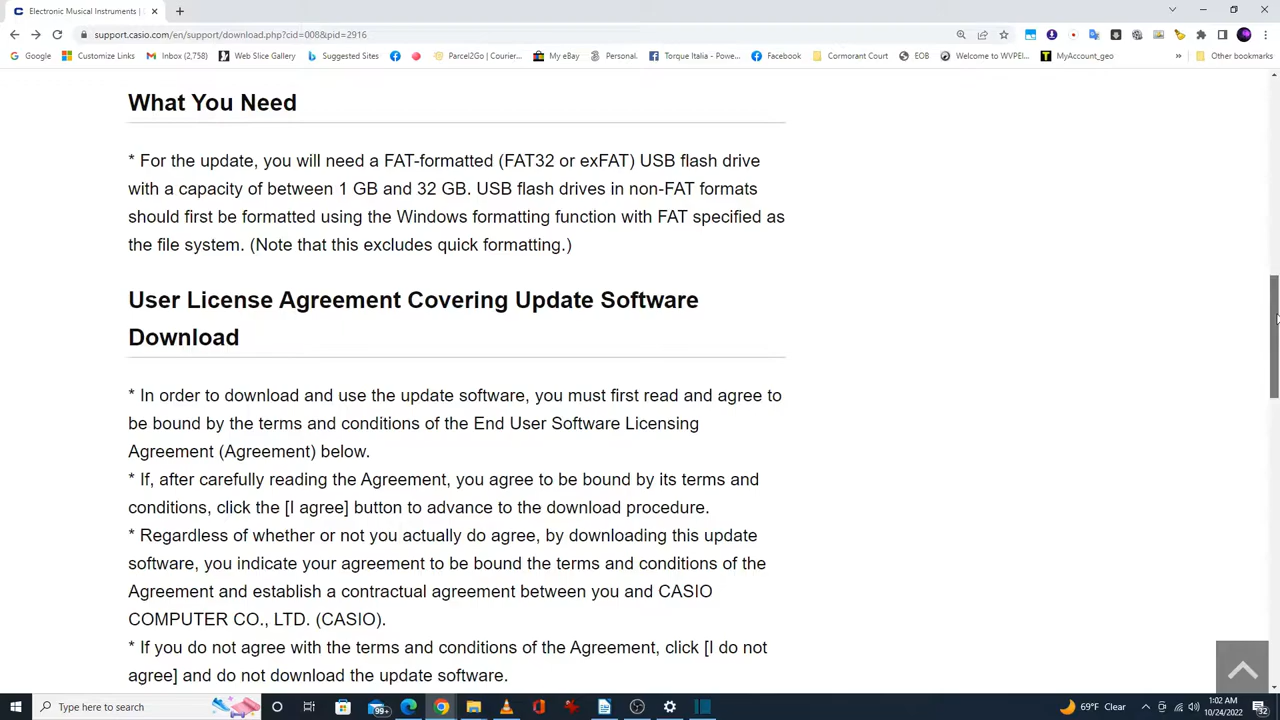 Electronic Musical Instruments |
support.casio.com/en/support/download.php?cid=008&pid=2916
Google Customize Links Inbox (2,758) Web Slice Gallery Suggested Sites Parcel2Go | Courier... My eBay Personal. Torque Italia - Powe... Facebook Cormorant Court EOB Welcome to WVPEI... MyAccount_geo » Other bookmarks
What You Need
* For the update, you will need a FAT-formatted (FAT32 or exFAT) USB flash drive
with a capacity of between 1 GB and 32 GB. USB flash drives in non-FAT formats
should first be formatted using the Windows formatting function with FAT specified as
the file system. (Note that this excludes quick formatting.)
User License Agreement Covering Update Software
Download
* In order to download and use the update software, you must first read and agree to
be bound by the terms and conditions of the End User Software Licensing
Agreement (Agreement) below.
* If, after carefully reading the Agreement, you agree to be bound by its terms and
conditions, click the [I agree] button to advance to the download procedure.
* Regardless of whether or not you actually do agree, by downloading this update
software, you indicate your agreement to be bound the terms and conditions of the
Agreement and establish a contractual agreement between you and CASIO
COMPUTER CO., LTD. (CASIO).
* If you do not agree with the terms and conditions of the Agreement, click [I do not
agree] and do not download the update software.
Type here to search
99+
69°F Clear
1:02 AM
10/24/2022
32